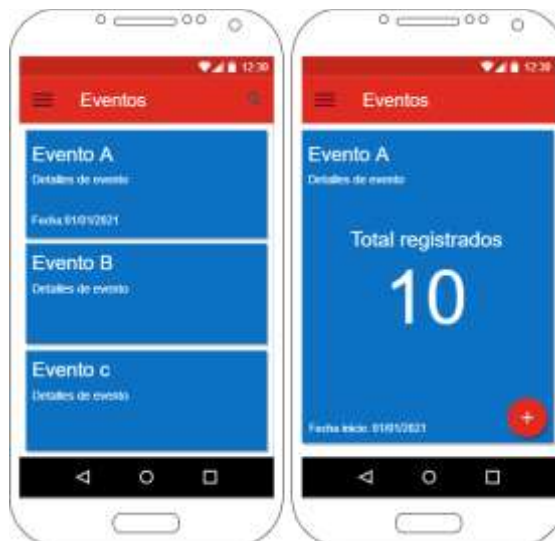 12:30
Eventos
Evento A
Detalles de evento
Fecha:01/01/2021
Evento B
Detalles de evento
Evento c
Detalles de evento
12:30
Eventos
Evento A
Detalles de evento
Total registrados
10
Fecha inicio: 01/01/2021
+